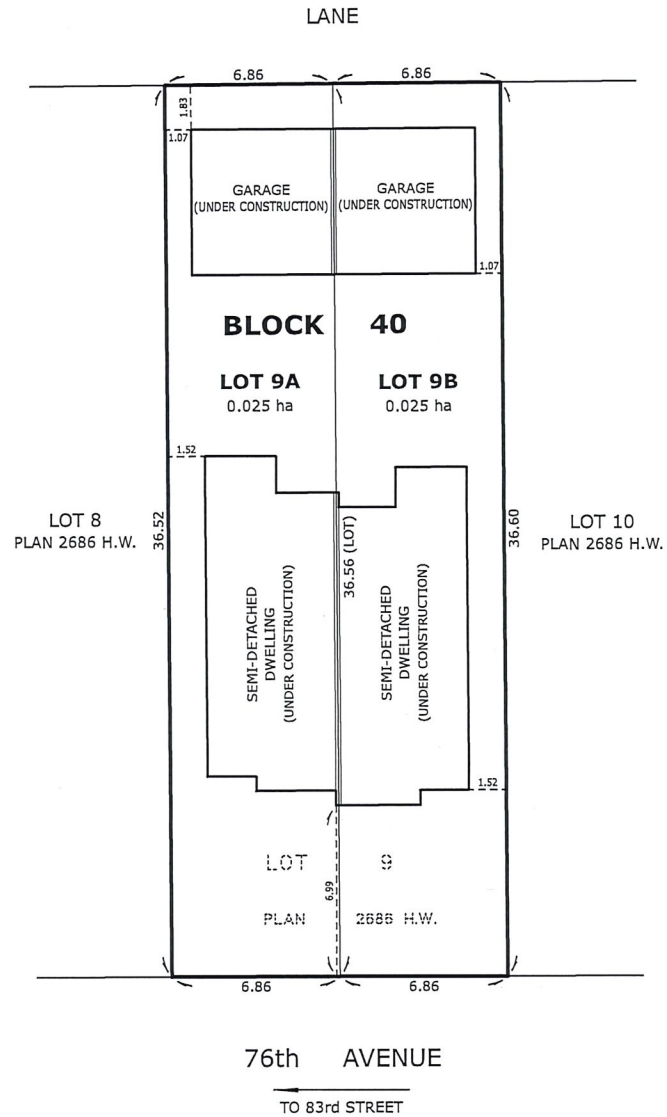 LANE
6.86 6.86
1.83
1.07
GARAGE
(UNDER CONSTRUCTION)
GARAGE
(UNDER CONSTRUCTION)
1.07
BLOCK 40
LOT 9A
0.025 ha
LOT 9B
0.025 ha
1.52
LOT 8
PLAN 2686 H.W.
36.52
36.56 (LOT)
36.60
LOT 10
PLAN 2686 H.W.
SEMI-DETACHED
DWELLING
(UNDER CONSTRUCTION)
SEMI-DETACHED
DWELLING
(UNDER CONSTRUCTION)
1.52
LOT 9
6.99
PLAN 2686 H.W.
6.86 6.86
76th AVENUE
TO 83rd STREET